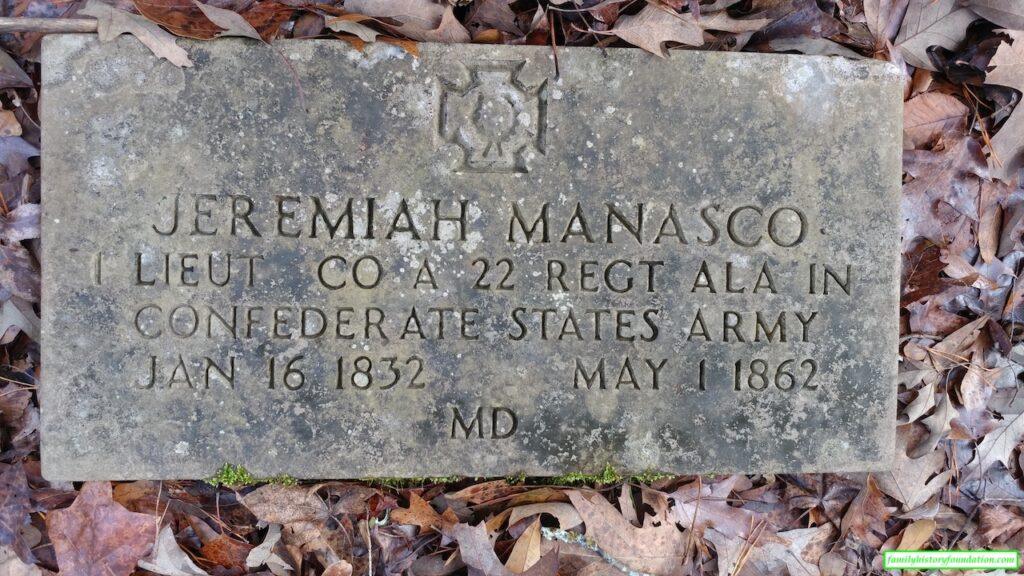 JEREMIAH MANASCO
1 LIEUT CO A 22 REGT ALA IN
CONFEDERATE STATES ARMY
JAN 16 1832 MAY 1 1862
MD
familyhistoryfoundation.com